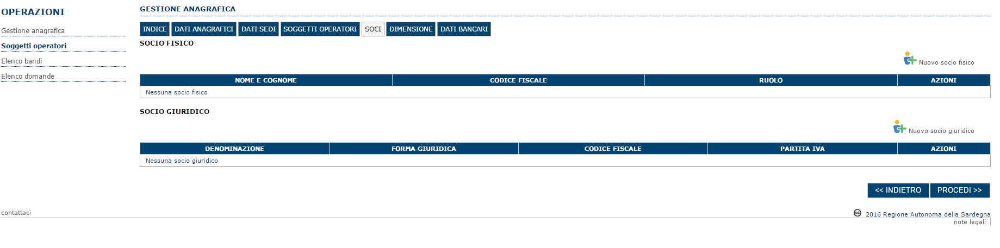 OPERAZIONI
Gestione anagrafica
Soggetti operatori
Elenco bandi
Elenco domande
GESTIONE ANAGRAFICA
INDICE DATI ANAGRAFICI DATI SEDI SOGGETTI OPERATORI SOCI DIMENSIONE DATI BANCARI
SOCIO FISICO
Nuovo socio fisico
NOME E COGNOME CODICE FISCALE RUOLO AZIONI
Nessuna socio fisico
SOCIO GIURIDICO
Nuovo socio giuridico
DENOMINAZIONE FORMA GIURIDICA CODICE FISCALE PARTITA IVA AZIONI
Nessuna socio giuridico
<< INDIETRO PROCEDI >>
contattaci
cc 2016 Regione Autonoma della Sardegna
note legali